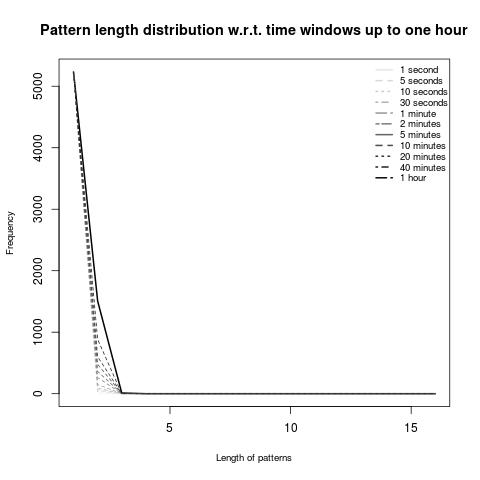 Pattern length distribution w.r.t. time windows up to one hour
1 second
5 seconds
10 seconds
30 seconds
1 minute
2 minutes
5 minutes
10 minutes
20 minutes
40 minutes
1 hour
Frequency
5000
4000
3000
2000
1000
0
5 10 15
Length of patterns